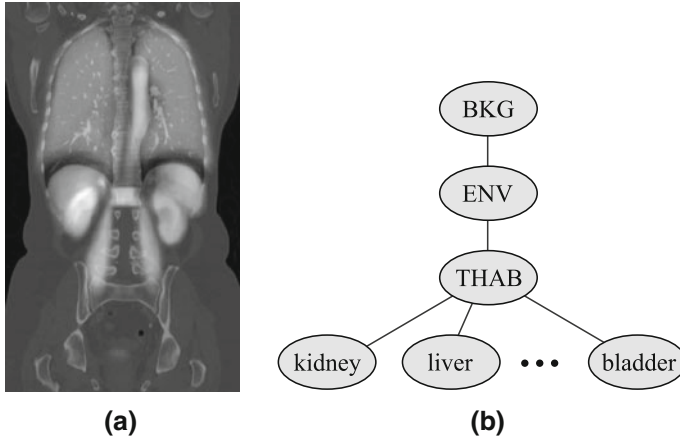 BKG
ENV
THAB
kidney liver ••• bladder
(a) (b)